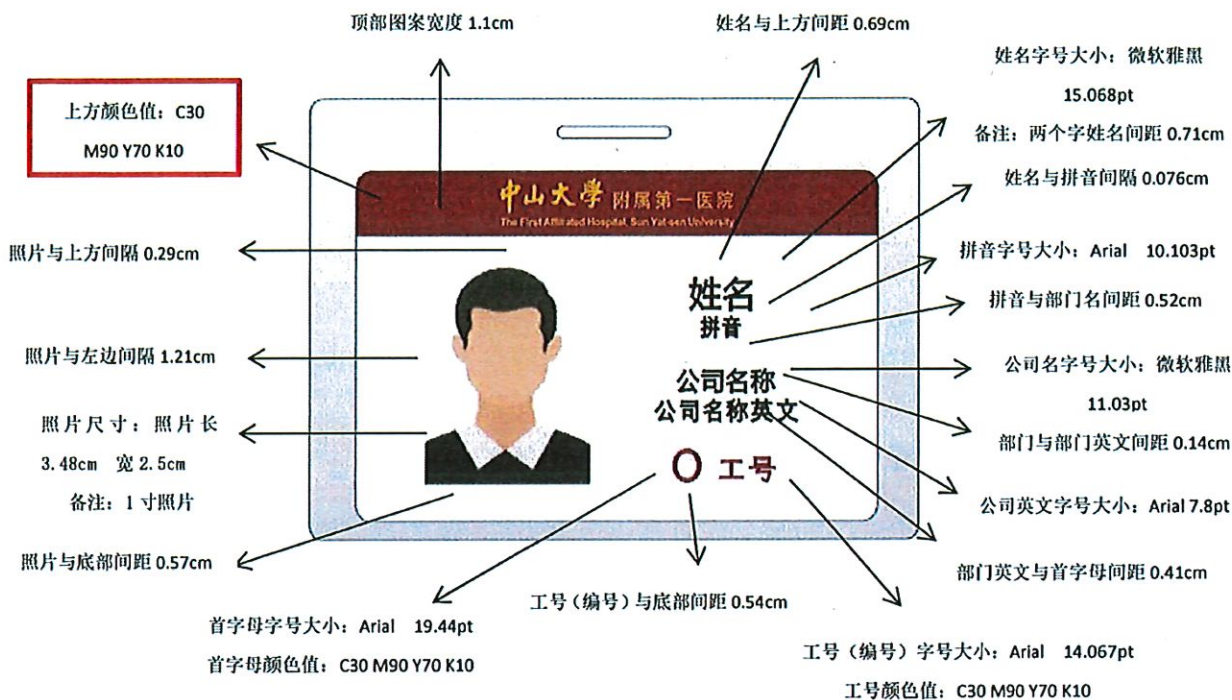 顶部图案宽度 1.1cm
姓名与上方间距 0.69cm
姓名字号大小：微软雅黑
15.068pt
备注：两个字姓名间距 0.71cm
上方颜色值：C30
M90 Y70 K10
姓名与拼音间隔 0.076cm
中山大學 附属第一医院
The First Affiliated Hospital, Sun Yat-sen University
照片与上方间隔 0.29cm
拼音字号大小：Arial 10.103pt
姓名
拼音
拼音与部门名间距 0.52cm
照片与左边间隔 1.21cm
公司名字号大小：微软雅黑
11.03pt
公司名称
公司名称英文
照片尺寸：照片长
3.48cm 宽 2.5cm
备注：1 寸照片
部门与部门英文间距 0.14cm
O 工号
公司英文字号大小：Arial 7.8pt
照片与底部间距 0.57cm
部门英文与首字母间距 0.41cm
工号（编号）与底部间距 0.54cm
首字母字号大小：Arial 19.44pt
首字母颜色值：C30 M90 Y70 K10
工号（编号）字号大小：Arial 14.067pt
工号颜色值：C30 M90 Y70 K10